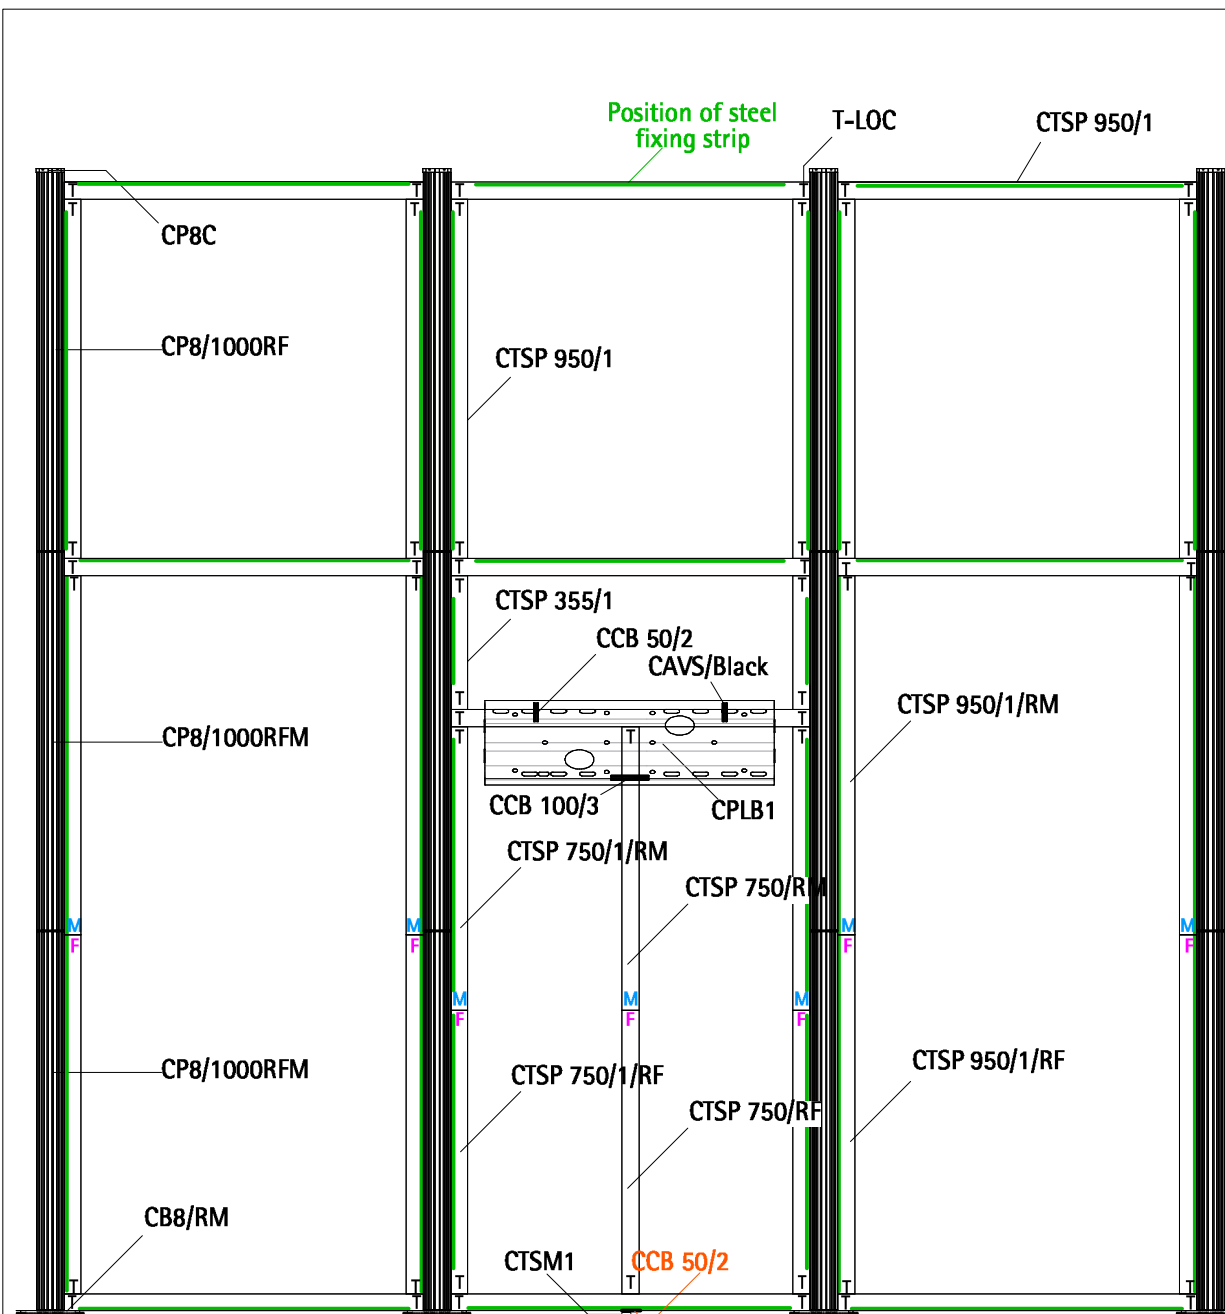 Position of steel
fixing strip
T-LOC
CTSP 950/1
T T T T T T
T T T T T T
CP8C
CP8/1000RF
CTSP 950/1
T T T T T T
T T T T T T
T T T T T T
CTSP 355/1
CCB 50/2
CAVS/Black
T T
CTSP 950/1/RM
T T T
CP8/1000RFM
CCB 100/3
CPLB1
CTSP 750/1/RM
CTSP 750/RM
M M M M
F F F F
M M M
F F F
CP8/1000RFM
CTSP 750/1/RF
CTSP 950/1/RF
CTSP 750/RF
CB8/RM
CTSM1
CCB 50/2
T T T T T T T